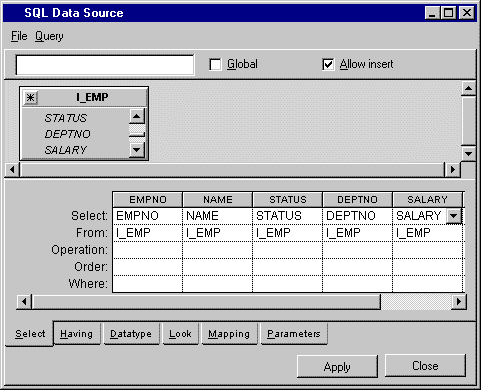 SQL Data Source
File Query
Global Allow insert
I_EMP
STATUS
DEPTNO
SALARY
EMPNO NAME STATUS DEPTNO SALARY
Select: EMPNO NAME STATUS DEPTNO SALARY
From: I_EMP I_EMP I_EMP I_EMP I_EMP
Operation:
Order:
Where:
Select Having Datatype Look Mapping Parameters
Apply Close